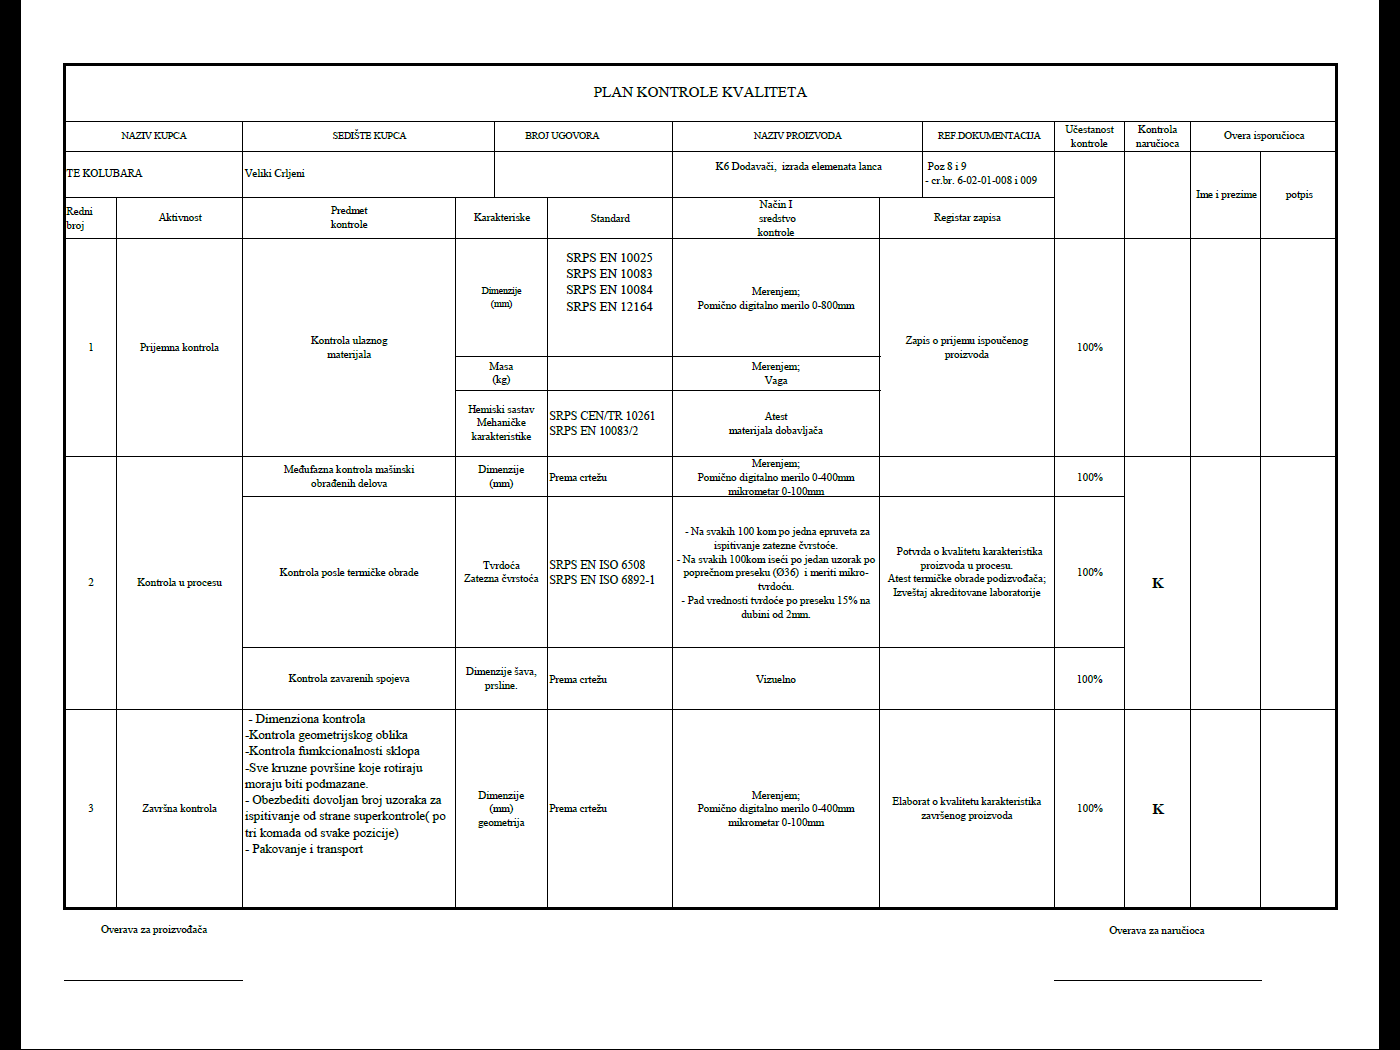 PLAN KONTROLE KVALITETA
NAZIV KUPCA
SEDIŠTE KUPCA
BROJ UGOVORA
NAZIV PROIZVODA
REF.DOKUMENTACIJA
Učestanost
kontrole
Kontrola
naručioca
Overa isporučioca
TE KOLUBARA
Veliki Crljeni
K6 Dodavači,  izrada elemenata lanca
Poz 8 i 9
- cr.br. 6-02-01-008 i 009
Ime i prezime
potpis
Redni
broj
Aktivnost
Predmet
kontrole
Karakteriske
Standard
Način I
sredstvo
kontrole
Registar zapisa
1
Prijemna kontrola
Kontrola ulaznog
materijala
Dimenzije
(mm)
SRPS EN 10025
SRPS EN 10083
SRPS EN 10084
SRPS EN 12164
Merenjem;
Pomično digitalno merilo 0-800mm
Zapis o prijemu ispoučenog
proizvoda
100%
Masa
(kg)
Merenjem;
Vaga
Hemiski sastav
Mehaničke
karakteristike
SRPS CEN/TR 10261
SRPS EN 10083/2
Atest
materijala dobavljača
2
Kontrola u procesu
Međufazna kontrola mašinski
obrađenih delova
Dimenzije
(mm)
Prema crtežu
Merenjem;
Pomično digitalno merilo 0-400mm
mikrometar 0-100mm
100%
K
Kontrola posle termičke obrade
Tvrdoća
Zatezna čvrstoća
SRPS EN ISO 6508
SRPS EN ISO 6892-1
- Na svakih 100 kom po jedna epruveta za
ispitivanje zatezne čvrstoće.
- Na svakih 100kom iseći po jedan uzorak po
poprečnom preseku (Ø36)  i meriti mikro-
tvrdoću.
- Pad vrednosti tvrdoće po preseku 15% na
dubini od 2mm.
Potvrda o kvalitetu karakteristika
proizvoda u procesu.
Atest termičke obrade podizvođača;
Izveštaj akreditovane laboratorije
100%
Kontrola zavarenih spojeva
Dimenzije šava,
prsline.
Prema crtežu
Vizuelno
100%
3
Završna kontrola
- Dimenziona kontrola
-Kontrola geometrijskog oblika
-Kontrola fumkcionalnosti sklopa
-Sve kruzne površine koje rotiraju
moraju biti podmazane.
- Obezbediti dovoljan broj uzoraka za
ispitivanje od strane superkontrole( po
tri komada od svake pozicije)
- Pakovanje i transport
Dimenzije
(mm)
geometrija
Prema crtežu
Merenjem;
Pomično digitalno merilo 0-400mm
mikrometar 0-100mm
Elaborat o kvalitetu karakteristika
završenog proizvoda
100%
K
Overava za proizvođača
Overava za naručioca